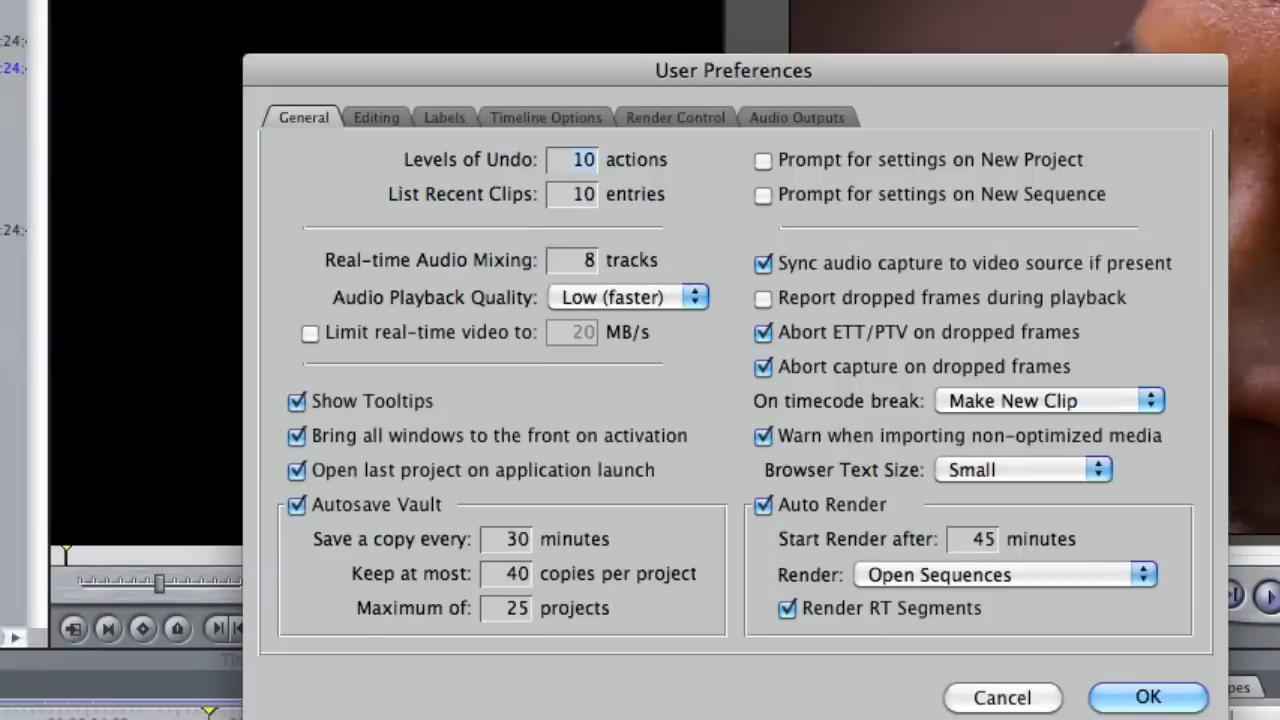 User Preferences
General Editing Labels Timeline Options Render Control Audio Outputs
Levels of Undo: 10 actions
List Recent Clips: 10 entries
Real-time Audio Mixing: 8 tracks
Audio Playback Quality: Low (faster)
Limit real-time video to: 20 MB/s
Show Tooltips
Bring all windows to the front on activation
Open last project on application launch
Autosave Vault
Save a copy every: 30 minutes
Keep at most: 40 copies per project
Maximum of: 25 projects
Prompt for settings on New Project
Prompt for settings on New Sequence
Sync audio capture to video source if present
Report dropped frames during playback
Abort ETT/PTV on dropped frames
Abort capture on dropped frames
On timecode break: Make New Clip
Warn when importing non-optimized media
Browser Text Size: Small
Auto Render
Start Render after: 45 minutes
Render: Open Sequences
Render RT Segments
Cancel OK